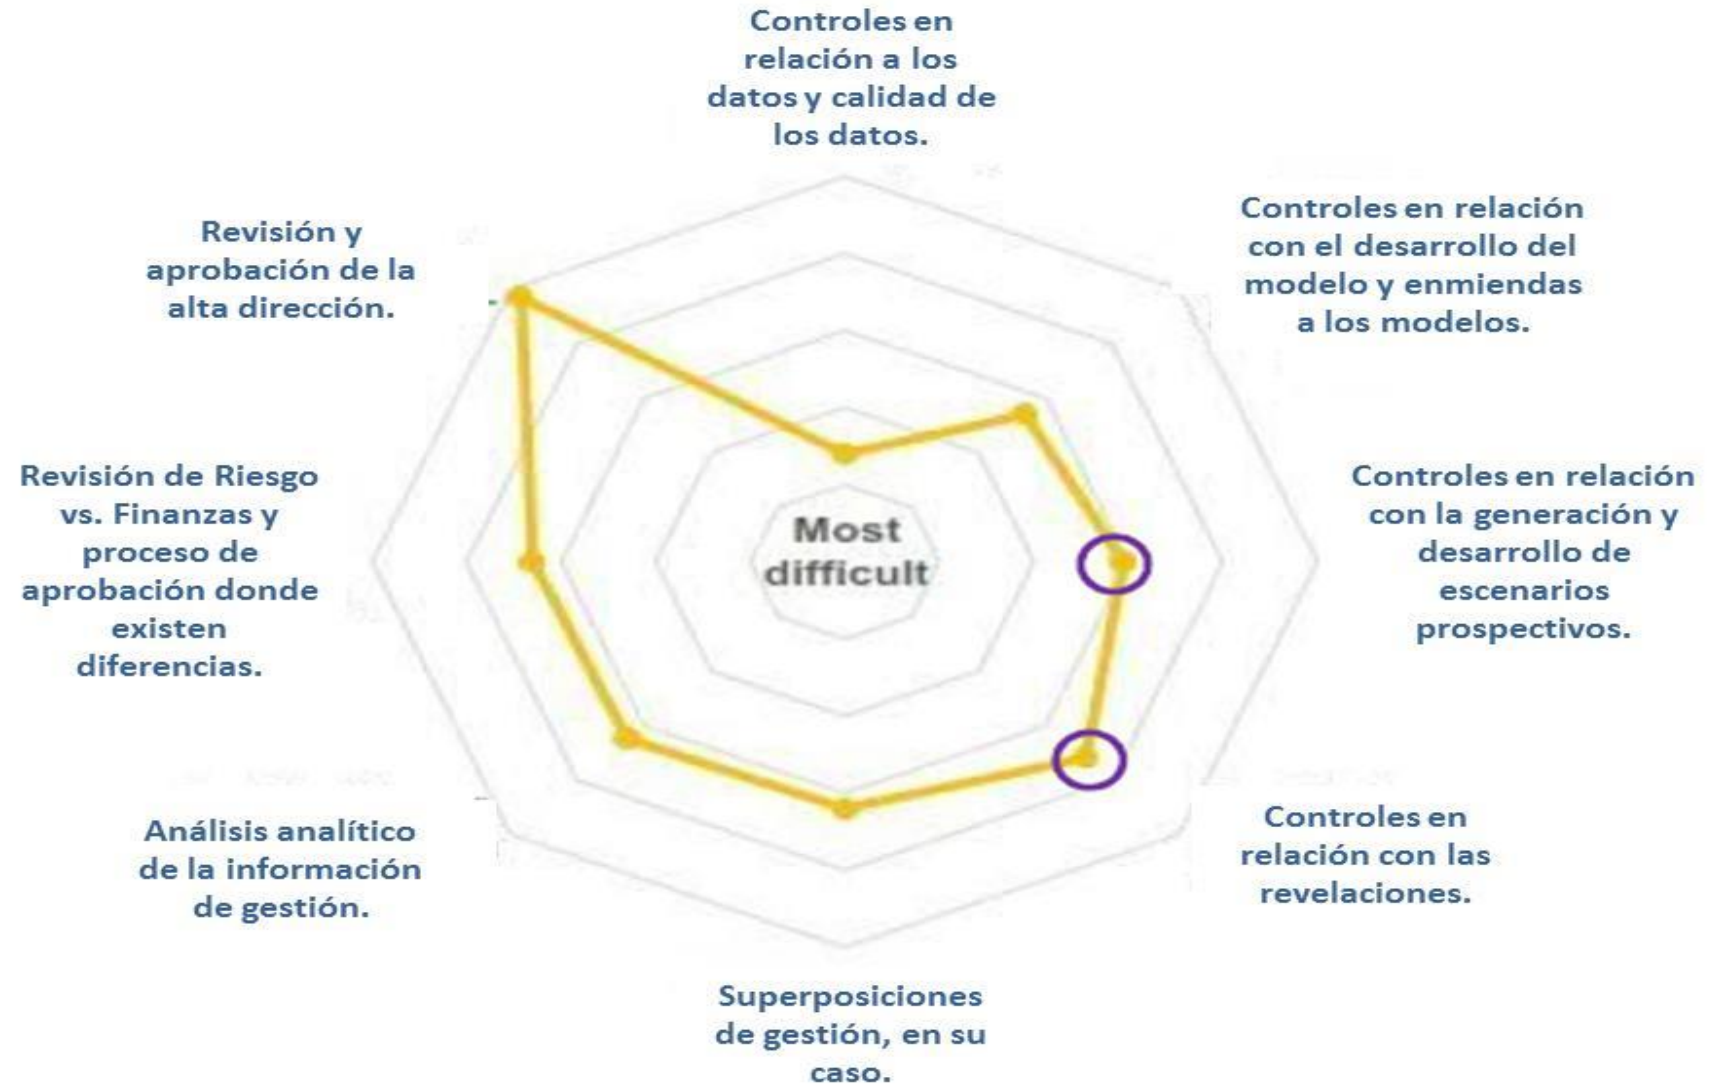 Controles en
relación a los
datos y calidad de
los datos.
Controles en relación
con el desarrollo del
modelo y enmiendas
a los modelos.
Controles en relación
con la generación y
desarrollo de
escenarios
prospectivos.
Controles en
relación con las
revelaciones.
Superposiciones
de gestión, en su
caso.
Análisis analítico
de la información
de gestión.
Revisión de Riesgo
vs. Finanzas y
proceso de
aprobación donde
existen
diferencias.
Revisión y
aprobación de la
alta dirección.
Most
difficult